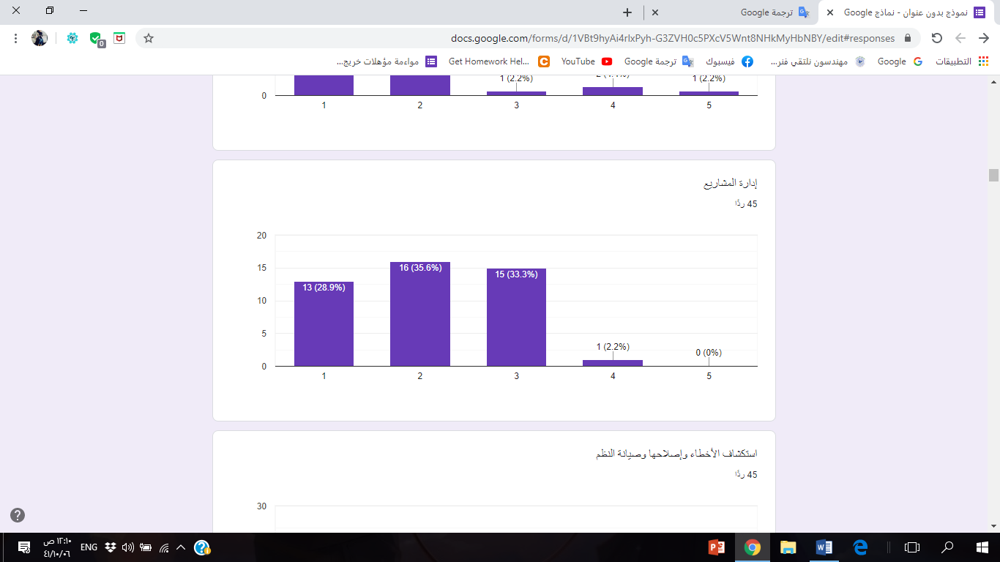 نموذج بدون عنوان - نماذج Google
ترجمة Google
docs.google.com/forms/d/1VBt9hyAi4rlxPyh-G3ZVH0c5PXcV5Wnt8NHkMyHbNBY/edit#responses
0
التطبيقات
Google
مهندسون نلتقي فنر...
فيسبوك
ترجمة Google
YouTube
Get Homework Hel...
مواءمة مؤهلات خريج...
1 (2.2%)
1 (2.2%)
0
1 2 3 4 5
إدارة المشاريع
45 ردًا
20
15
10
5
0
13 (28.9%)
16 (35.6%)
15 (33.3%)
1 (2.2%)
0 (0%)
1 2 3 4 5
استكشاف الأخطاء وإصلاحها وصيانة النظم
45 ردًا
30
ENG
١٢:١٠ ص
٤١/١٠/٠٦